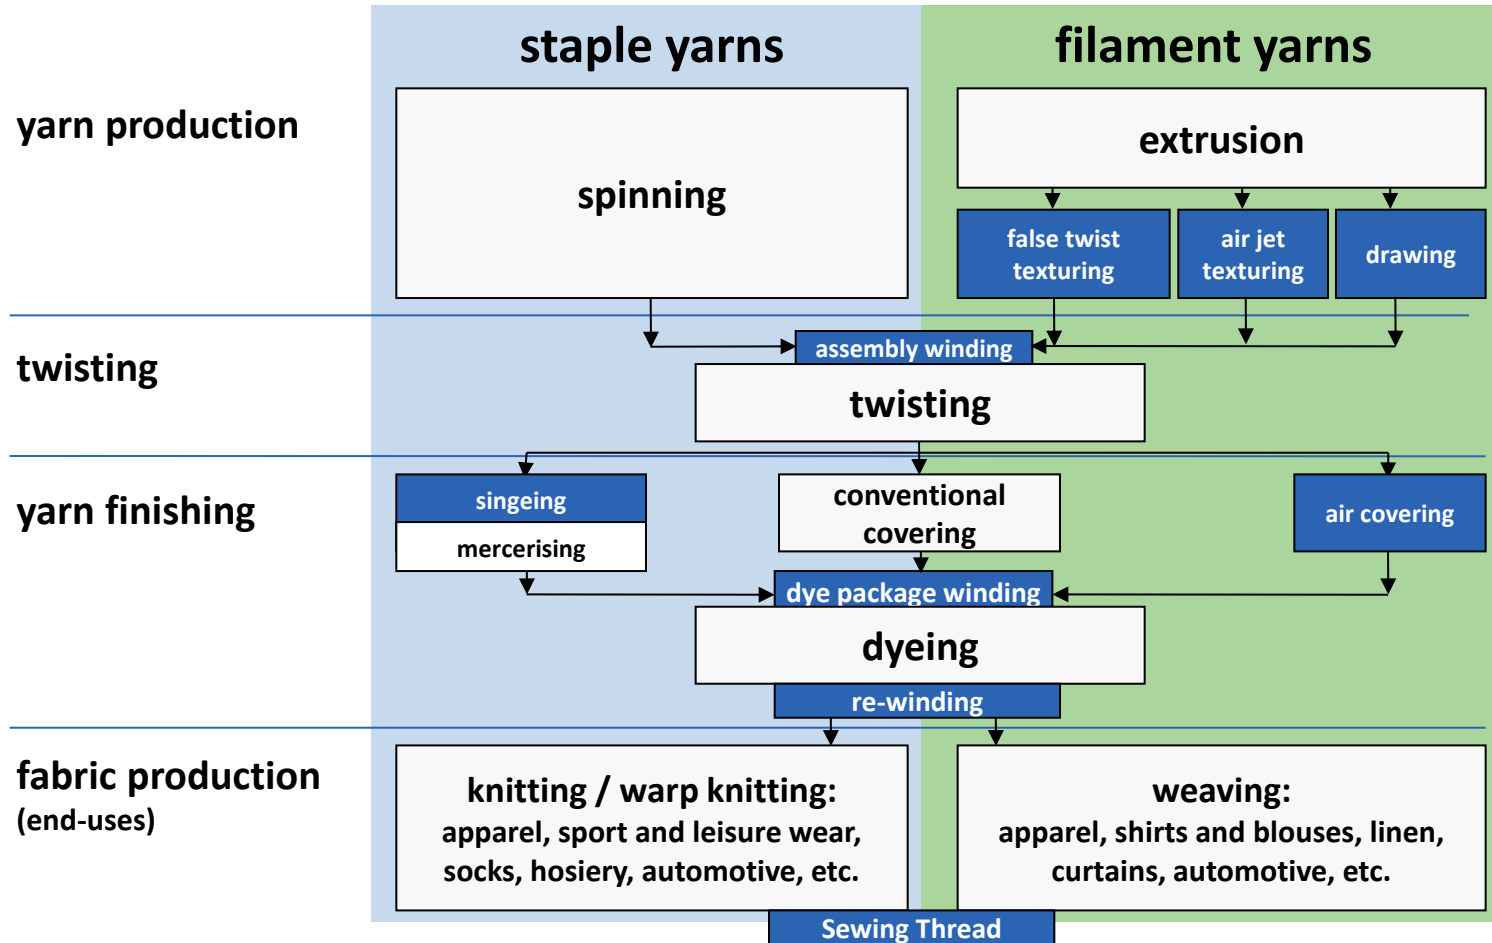 staple yarns
filament yarns
yarn production
spinning
extrusion
false twist
texturing
air jet
texturing
drawing
twisting
assembly winding
twisting
yarn finishing
singeing
mercerising
conventional
covering
air covering
dye package winding
dyeing
re-winding
fabric production
(end-uses)
knitting / warp knitting:
apparel, sport and leisure wear,
socks, hosiery, automotive, etc.
weaving:
apparel, shirts and blouses, linen,
curtains, automotive, etc.
Sewing Thread